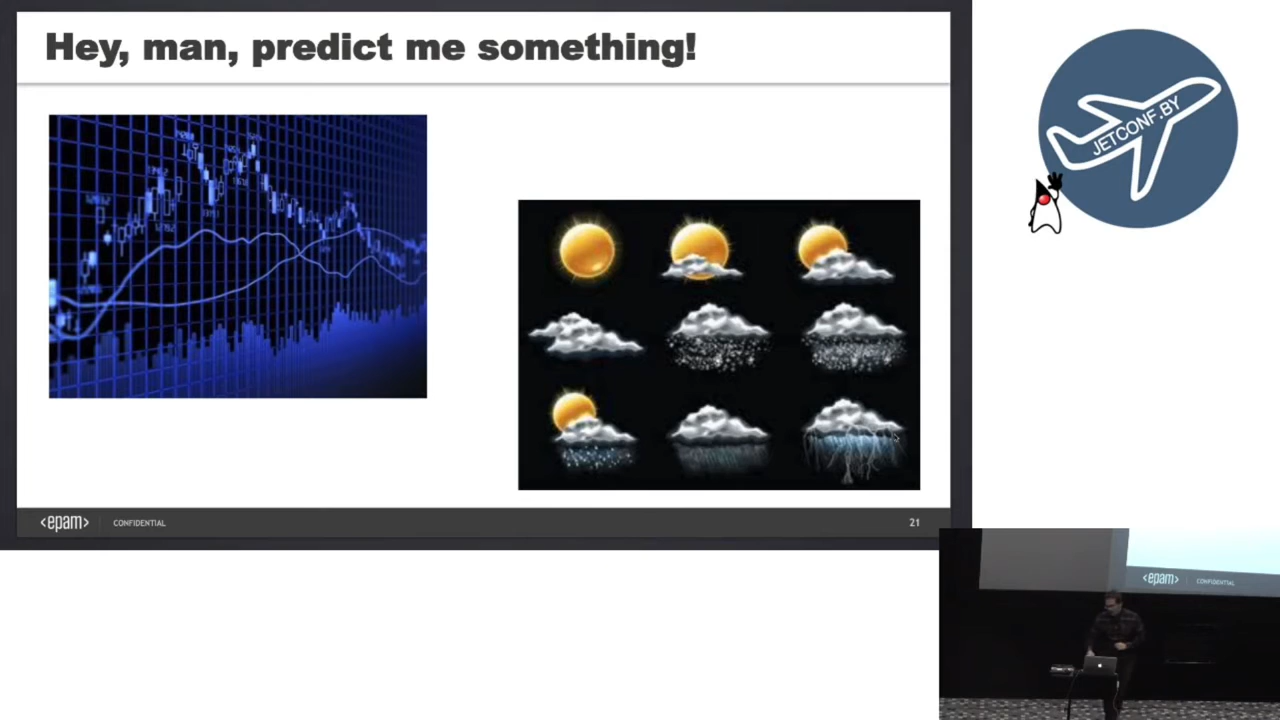 Hey, man, predict me something!
JETCONF.BY
<epam>
CONFIDENTIAL
21
<epam>
CONFIDENTIAL